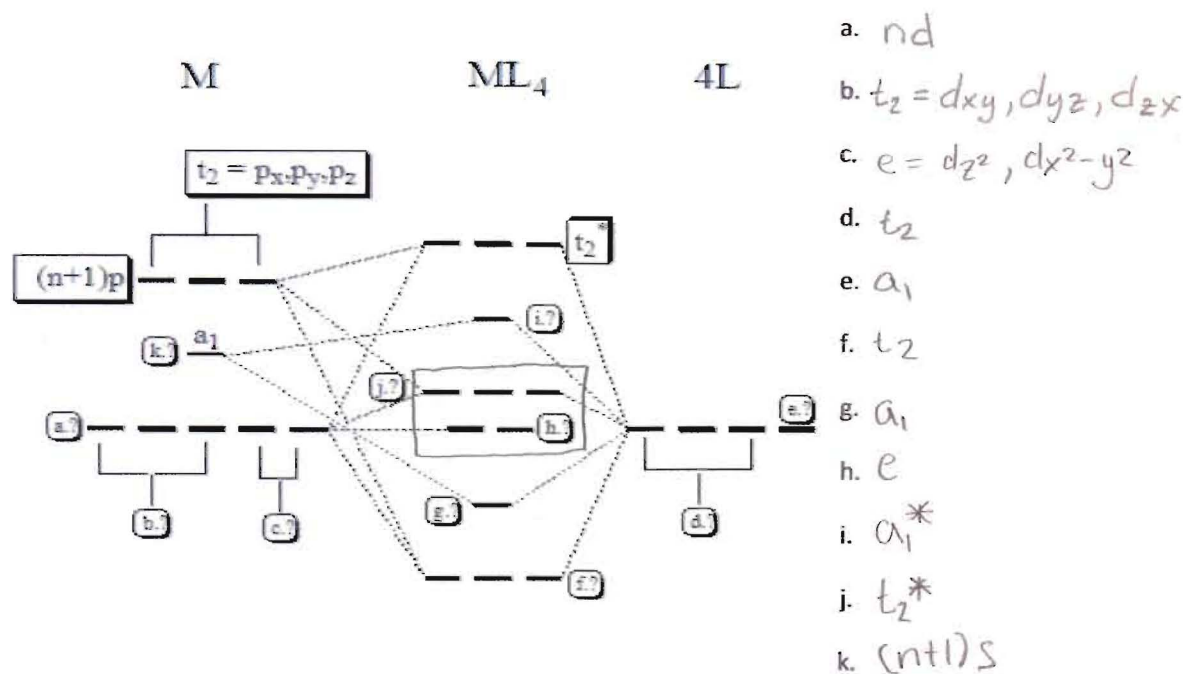 M ML4 4L
t2 = px,py,pz
(n+1)p
t2*
i.?
k.? a1
j.?
a.?
h.?
e.?
g.?
b.?
c.?
d.?
f.?
a. nd
b. t2 = dxy, dyz, dzx
c. e = dz², dx²-y²
d. t2
e. a1
f. t2
g. a1
h. e
i. a1*
j. t2*
k. (n+1)s